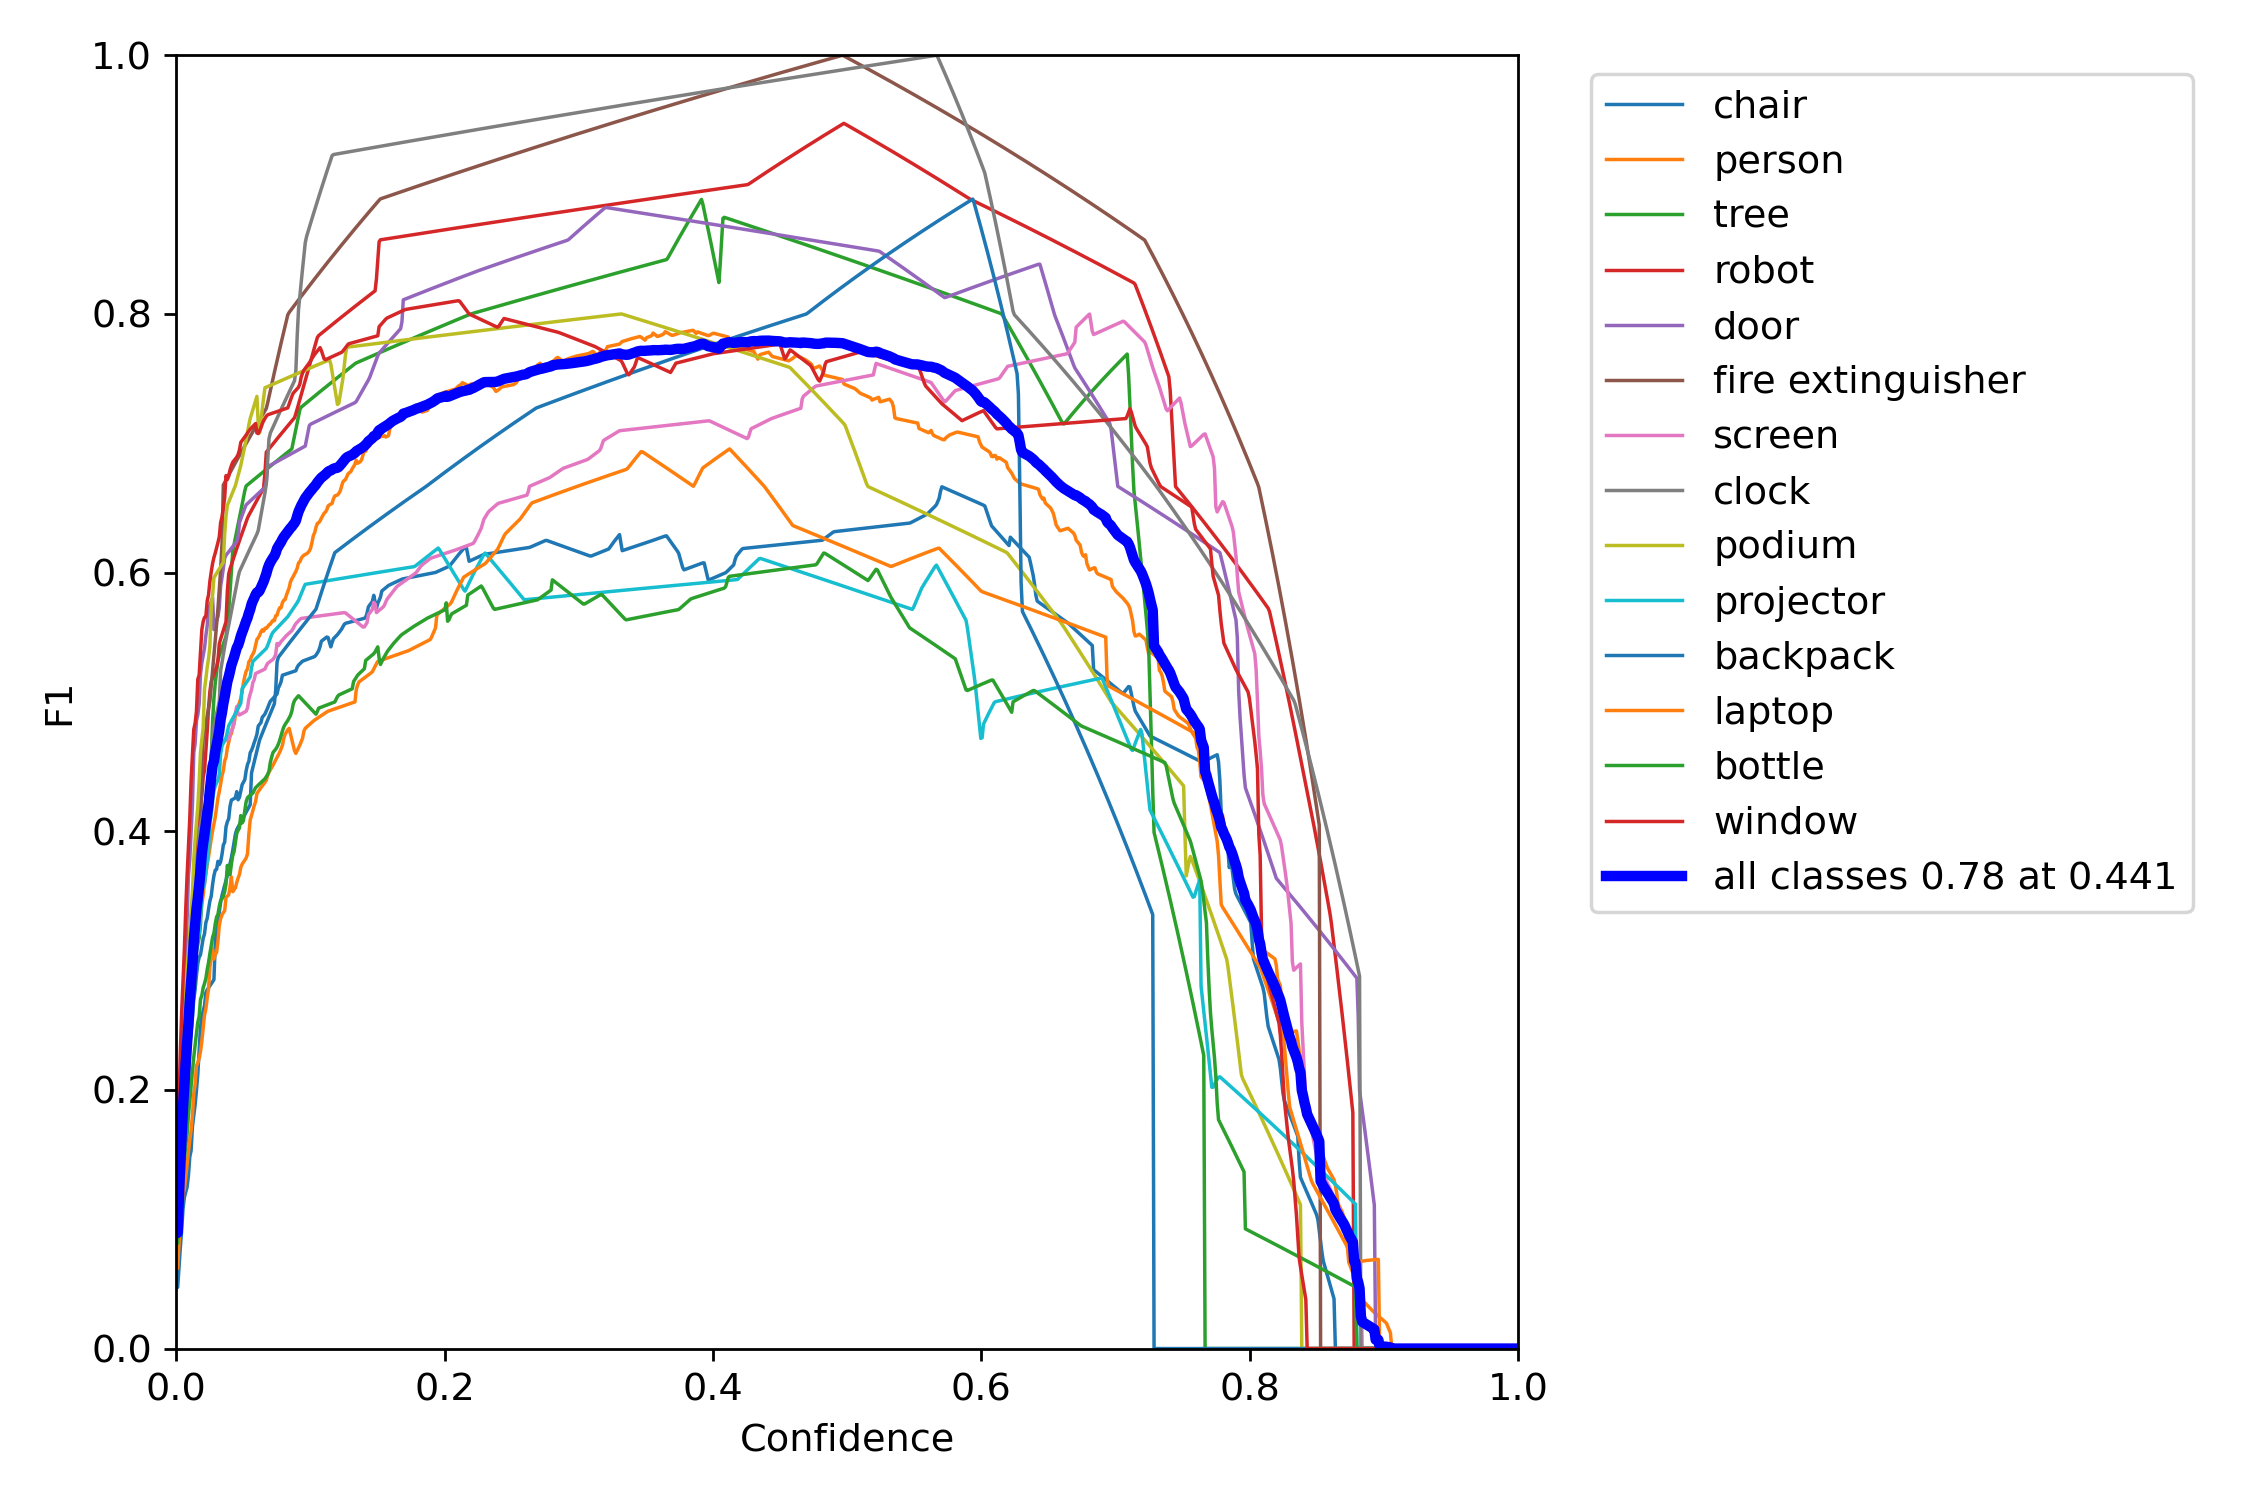 1.0
0.8
0.6
0.4
0.2
0.0
F1
0.0 0.2 0.4 0.6 0.8 1.0
Confidence
chair
person
tree
robot
door
fire extinguisher
screen
clock
podium
projector
backpack
laptop
bottle
window
all classes 0.78 at 0.441